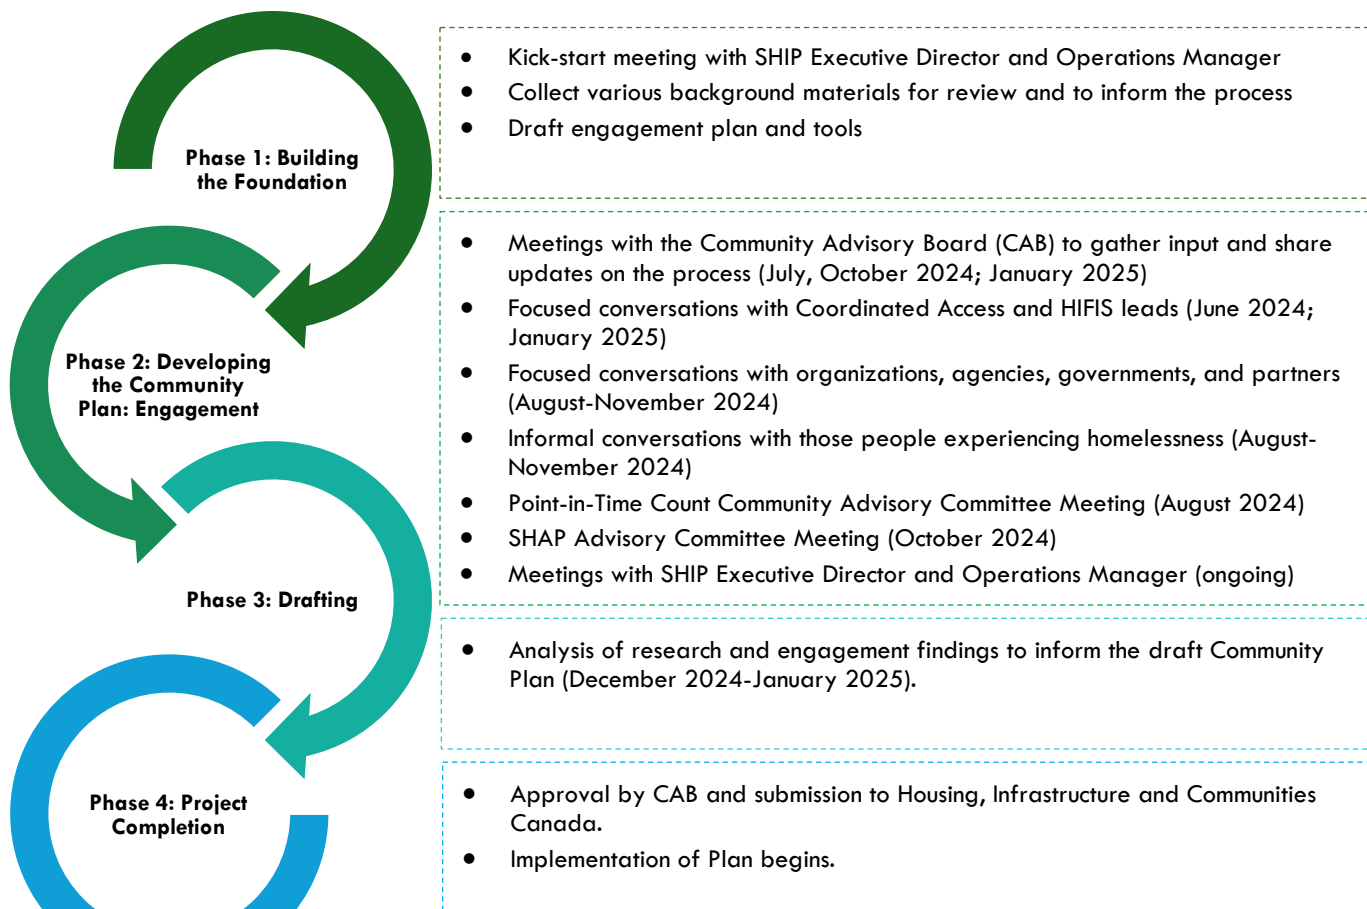 Phase 1: Building
the Foundation
• Kick-start meeting with SHIP Executive Director and Operations Manager
• Collect various background materials for review and to inform the process
• Draft engagement plan and tools
Phase 2: Developing
the Community
Plan: Engagement
• Meetings with the Community Advisory Board (CAB) to gather input and share
updates on the process (July, October 2024; January 2025)
• Focused conversations with Coordinated Access and HIFIS leads (June 2024;
January 2025)
• Focused conversations with organizations, agencies, governments, and partners
(August-November 2024)
• Informal conversations with those people experiencing homelessness (August-
November 2024)
• Point-in-Time Count Community Advisory Committee Meeting (August 2024)
• SHAP Advisory Committee Meeting (October 2024)
• Meetings with SHIP Executive Director and Operations Manager (ongoing)
Phase 3: Drafting
• Analysis of research and engagement findings to inform the draft Community
Plan (December 2024-January 2025).
Phase 4: Project
Completion
• Approval by CAB and submission to Housing, Infrastructure and Communities
Canada.
• Implementation of Plan begins.